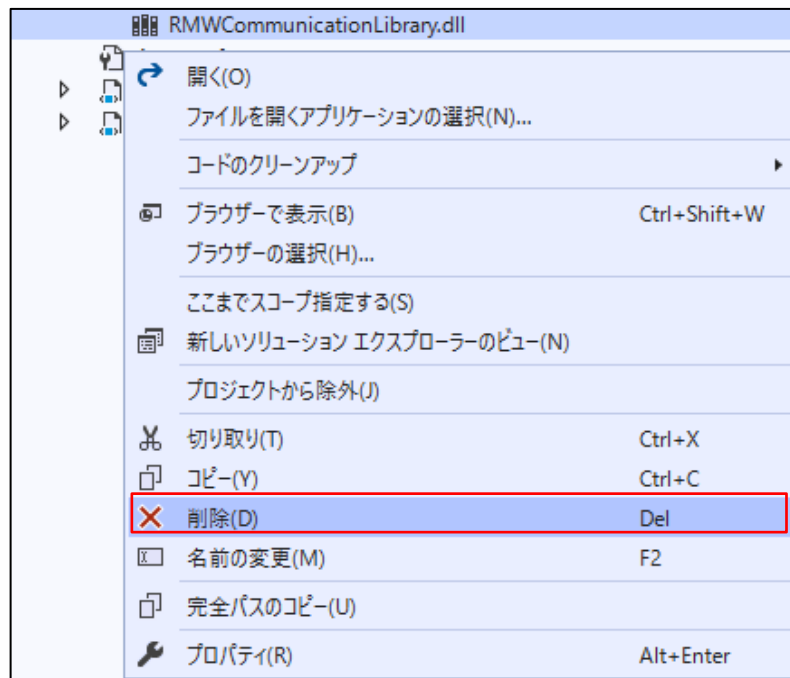 RMWCommunicationLibrary.dll
開く(O)
ファイルを開くアプリケーションの選択(N)...
コードのクリーンアップ
ブラウザーで表示(B) Ctrl+Shift+W
ブラウザーの選択(H)...
ここまでスコープ指定する(S)
新しいソリューション エクスプローラーのビュー(N)
プロジェクトから除外(J)
切り取り(T) Ctrl+X
コピー(Y) Ctrl+C
削除(D) Del
名前の変更(M) F2
完全パスのコピー(U)
プロパティ(R) Alt+Enter